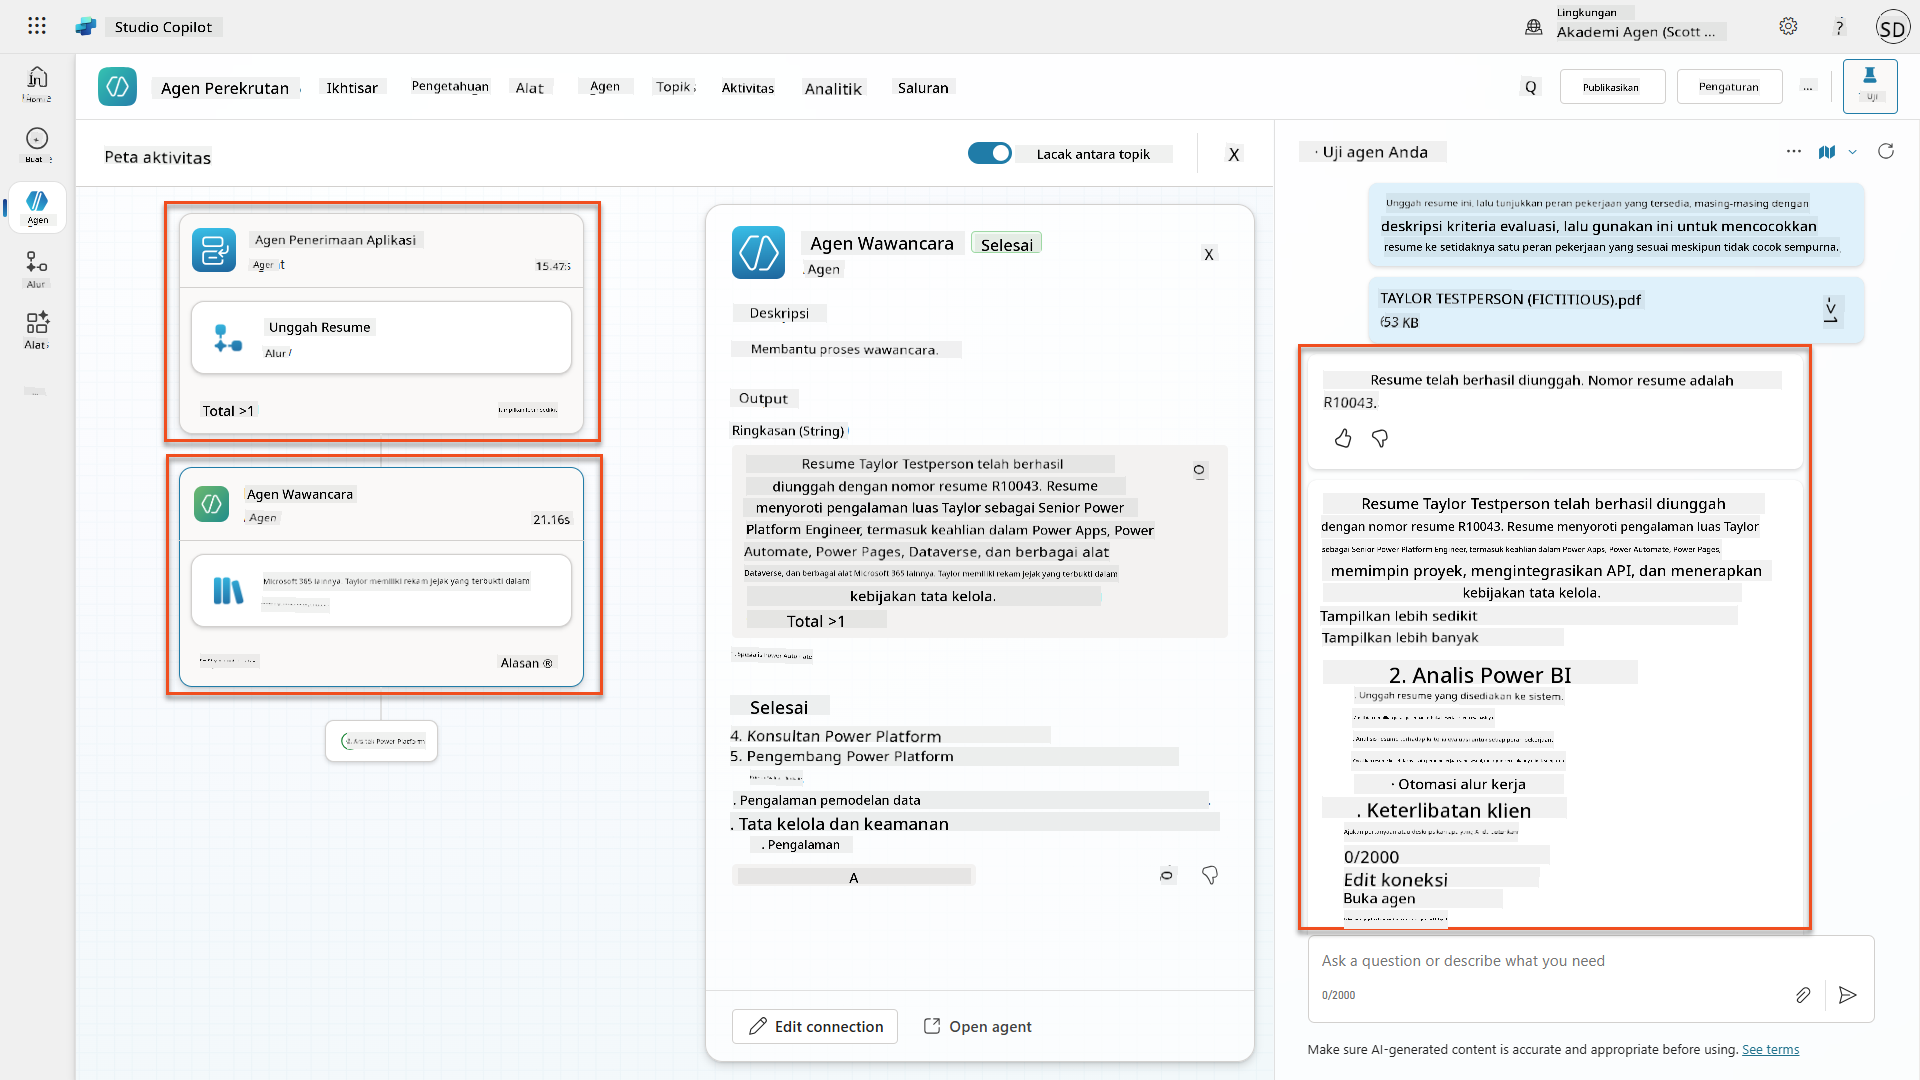 Studio Copilot
Lingkungan
Akademi Agen (Scott ...
?
SD
Home
Buat
Agen
Alur
Alat
Agen Perekrutan
Ikhtisar
Pengetahuan
Alat
Agen
Topik
Aktivitas
Analitik
Saluran
Q
Publikasikan
Pengaturan
...
Uji
Peta aktivitas
Lacak antara topik
X
Agen Penerimaan Aplikasi
Agen
15.47s
Unggah Resume
Alur
Total >1
Tampilkan lebih sedikit
Agen Wawancara
Agen
21.16s
Microsoft 365 lainnya. Taylor memiliki rekam jejak yang terbukti dalam
Alasan ®
Power Platform
Agen Wawancara
Selesai
. Agen
X
Deskripsi
Membantu proses wawancara.
Output
Ringkasan (String)
Resume Taylor Testperson telah berhasil
diunggah dengan nomor resume R10043. Resume
menyoroti pengalaman luas Taylor sebagai Senior Power
Platform Engineer, termasuk keahlian dalam Power Apps, Power
Automate, Power Pages, Dataverse, dan berbagai alat
Dataverse, dan berbagai alat Microsoft 365 lainnya. Taylor memiliki rekam jejak yang terbukti dalam
kebijakan tata kelola.
Total >1
. Spesialis Power Automate
Selesai
4. Konsultan Power Platform
5. Pengembang Power Platform
. Pengalaman pemodelan data
. Tata kelola dan keamanan
. Pengalaman
A
Edit connection
Open agent
· Uji agen Anda
...
Unggah resume ini, lalu tunjukkan peran pekerjaan yang tersedia, masing-masing dengan
deskripsi kriteria evaluasi, lalu gunakan ini untuk mencocokkan
resume ke setidaknya satu peran pekerjaan yang sesuai meskipun tidak cocok sempurna.
TAYLOR TESTPERSON (FICTITIOUS).pdf
(53 KB
Resume telah berhasil diunggah. Nomor resume adalah
R10043.
Resume Taylor Testperson telah berhasil diunggah
dengan nomor resume R10043. Resume menyoroti pengalaman luas Taylor
sebagai Senior Power Platform Engineer, termasuk keahlian dalam Power Apps, Power Automate, Power Pages,
memimpin proyek, mengintegrasikan API, dan menerapkan
kebijakan tata kelola.
Tampilkan lebih sedikit
Tampilkan lebih banyak
2. Analis Power BI
. Unggah resume yang disediakan ke sistem.
· Otomasi alur kerja
. Keterlibatan klien
0/2000
Edit koneksi
Buka agen
Ask a question or describe what you need
0/2000
Make sure AI-generated content is accurate and appropriate before using. See terms